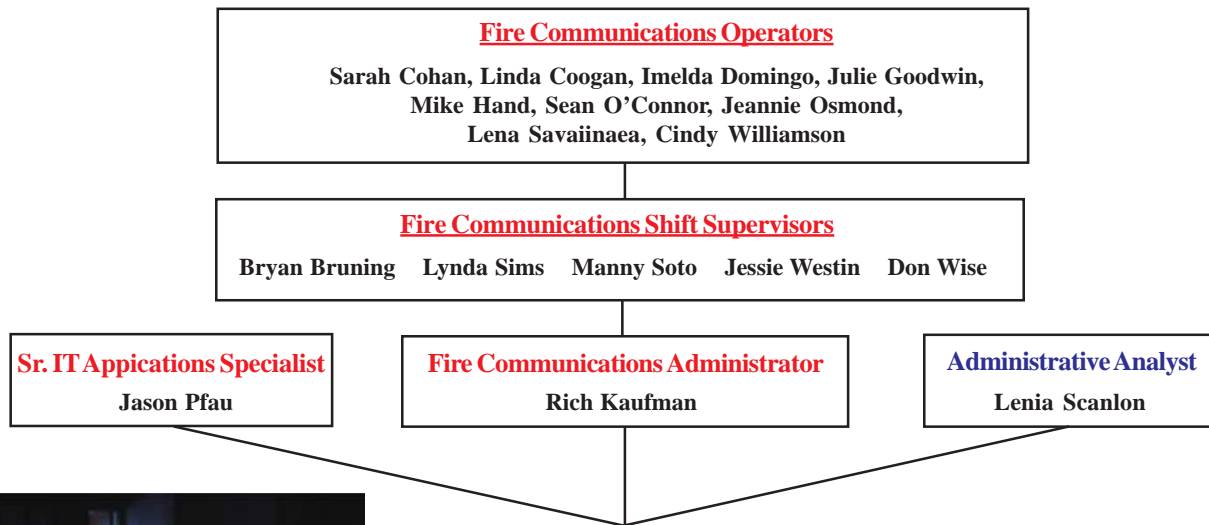 Fire Communications Operators
Sarah Cohan, Linda Coogan, Imelda Domingo, Julie Goodwin,
Mike Hand, Sean O’Connor, Jeannie Osmond,
Lena Savaiinaea, Cindy Williamson
Fire Communications Shift Supervisors
Bryan Bruning Lynda Sims Manny Soto Jessie Westin Don Wise
Sr. IT Appications Specialist
Jason Pfau
Fire Communications Administrator
Rich Kaufman
Administrative Analyst
Lenia Scanlon